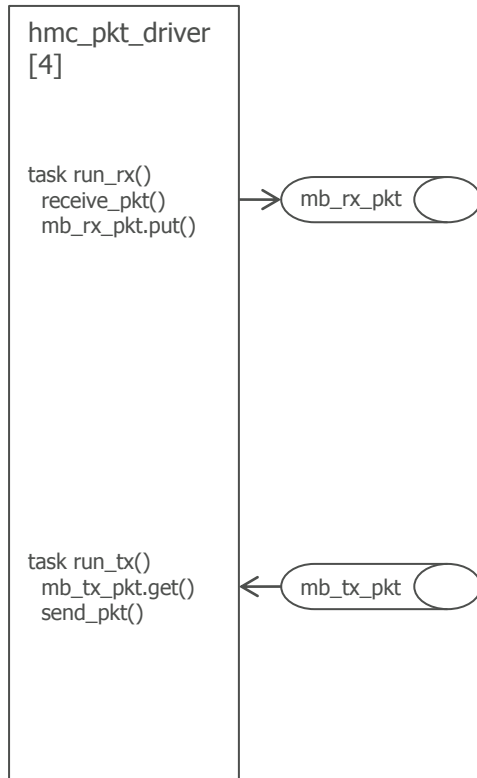 hmc_pkt_driver
[4]
task run_rx()
receive_pkt()
mb_rx_pkt.put()
mb_rx_pkt
task run_tx()
mb_tx_pkt.get()
send_pkt()
mb_tx_pkt